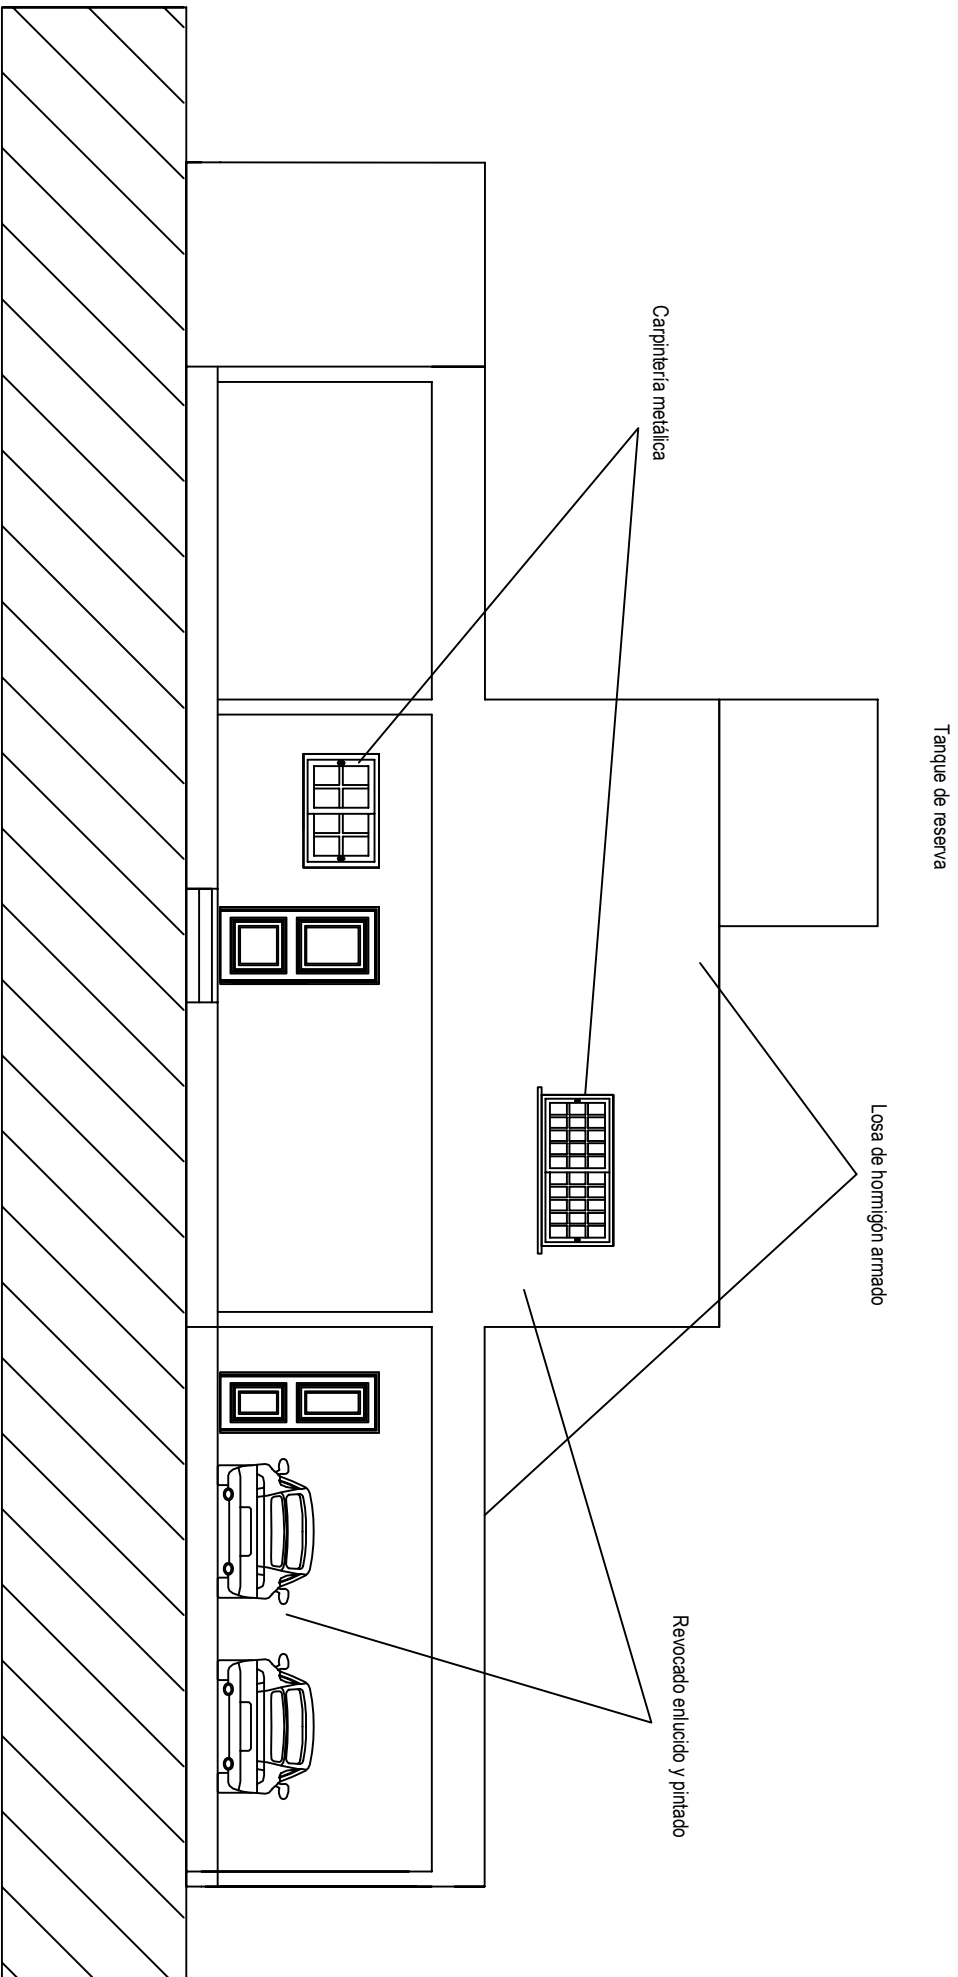 Tanque de reserva
Losa de hormigón armado
Carpintería metálica
Revocado enlucido y pintado